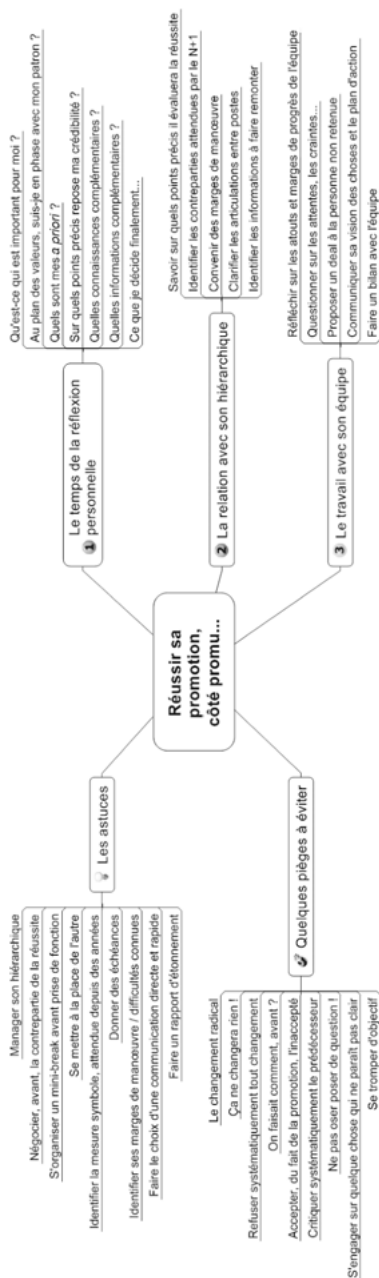 Réussir sa
promotion,
côté promu...
1 Le temps de la réflexion
personnelle
Qu'est-ce qui est important pour moi ?
Au plan des valeurs, suis-je en phase avec mon patron ?
Quels sont mes a priori ?
Sur quels points précis repose ma crédibilité ?
Quelles connaissances complémentaires ?
Quelles informations complémentaires ?
Ce que je décide finalement...
2 La relation avec son hiérarchique
Savoir sur quels points précis il évaluera la réussite
Identifier les contreparties attendues par le N+1
Convenir des marges de manœuvre
Clarifier les articulations entre postes
Identifier les informations à faire remonter
3 Le travail avec son équipe
Réfléchir sur les atouts et marges de progrès de l'équipe
Questionner sur les attentes, les craintes...
Proposer un deal à la personne non retenue
Communiquer sa vision des choses et le plan d'action
Faire un bilan avec l'équipe
Les astuces
Manager son hiérarchique
Négocier, avant, la contrepartie de la réussite
S'organiser un mini-break avant prise de fonction
Se mettre à la place de l'autre
Identifier la mesure symbole, attendue depuis des années
Donner des échéances
Identifier ses marges de manœuvre / difficultés connues
Faire le choix d'une communication directe et rapide
Faire un rapport d'étonnement
Quelques pièges à éviter
Le changement radical
Ça ne changera rien !
Refuser systématiquement tout changement
On faisait comment, avant ?
Accepter, du fait de la promotion, l'inaccepté
Critiquer systématiquement le prédécesseur
Ne pas oser poser de question !
S'engager sur quelque chose qui ne paraît pas clair
Se tromper d'objectif